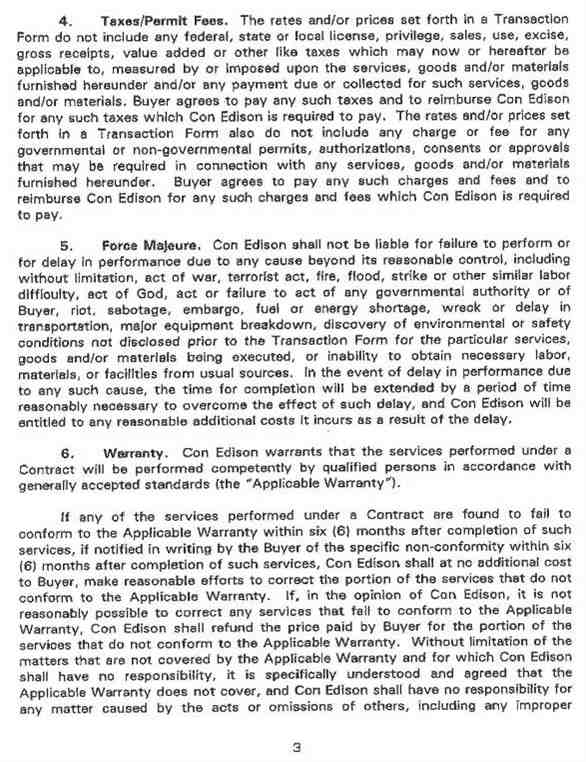 4. Taxes/Permit Fees. The rates and/or prices set forth in a Transaction
Form do not include any federal, state or local license, privilege, sales, use, excise,
gross receipts, value added or other like taxes which may now or hereafter be
applicable to, measured by or imposed upon the services, goods and/or materials
furnished hereunder and/or any payment due or collected for such services, goods
and/or materials. Buyer agrees to pay any such taxes and to reimburse Con Edison
for any such taxes which Con Edison is required to pay. The rates and/or prices set
forth in a Transaction Form also do not include any charge or fee for any
governmental or non-governmental permits, authorizations, consents or approvals
that may be required in connection with any services, goods and/or materials
furnished hereunder. Buyer agrees to pay any such charges and fees and to
reimburse Con Edison for any such charges and fees which Con Edison is required
to pay.
5. Force Majeure. Con Edison shall not be liable for failure to perform or
for delay in performance due to any cause beyond its reasonable control, including
without limitation, act of war, terrorist act, fire, flood, strike or other similar labor
difficulty, act of God, act or failure to act of any governmental authority or of
Buyer, riot, sabotage, embargo, fuel or energy shortage, wreck or delay in
transportation, major equipment breakdown, discovery of environmental or safety
conditions not disclosed prior to the Transaction Form for the particular services,
goods and/or materials being executed, or inability to obtain necessary labor,
materials, or facilities from usual sources. In the event of delay in performance due
to any such cause, the time for completion will be extended by a period of time
reasonably necessary to overcome the effect of such delay, and Con Edison will be
entitled to any reasonable additional costs it incurs as a result of the delay.
6. Warranty. Con Edison warrants that the services performed under a
Contract will be performed competently by qualified persons in accordance with
generally accepted standards (the "Applicable Warranty").
If any of the services performed under a Contract are found to fail to
conform to the Applicable Warranty within six (6) months after completion of such
services, if notified in writing by the Buyer of the specific non-conformity within six
(6) months after completion of such services, Con Edison shall at no additional cost
to Buyer, make reasonable efforts to correct the portion of the services that do not
conform to the Applicable Warranty. If, in the opinion of Con Edison, it is not
reasonably possible to correct any services that fail to conform to the Applicable
Warranty, Con Edison shall refund the price paid by Buyer for the portion of the
services that do not conform to the Applicable Warranty. Without limitation of the
matters that are not covered by the Applicable Warranty and for which Con Edison
shall have no responsibility, it is specifically understood and agreed that the
Applicable Warranty does not cover, and Con Edison shall have no responsibility for
any matter caused by the acts or omissions of others, including any improper
3